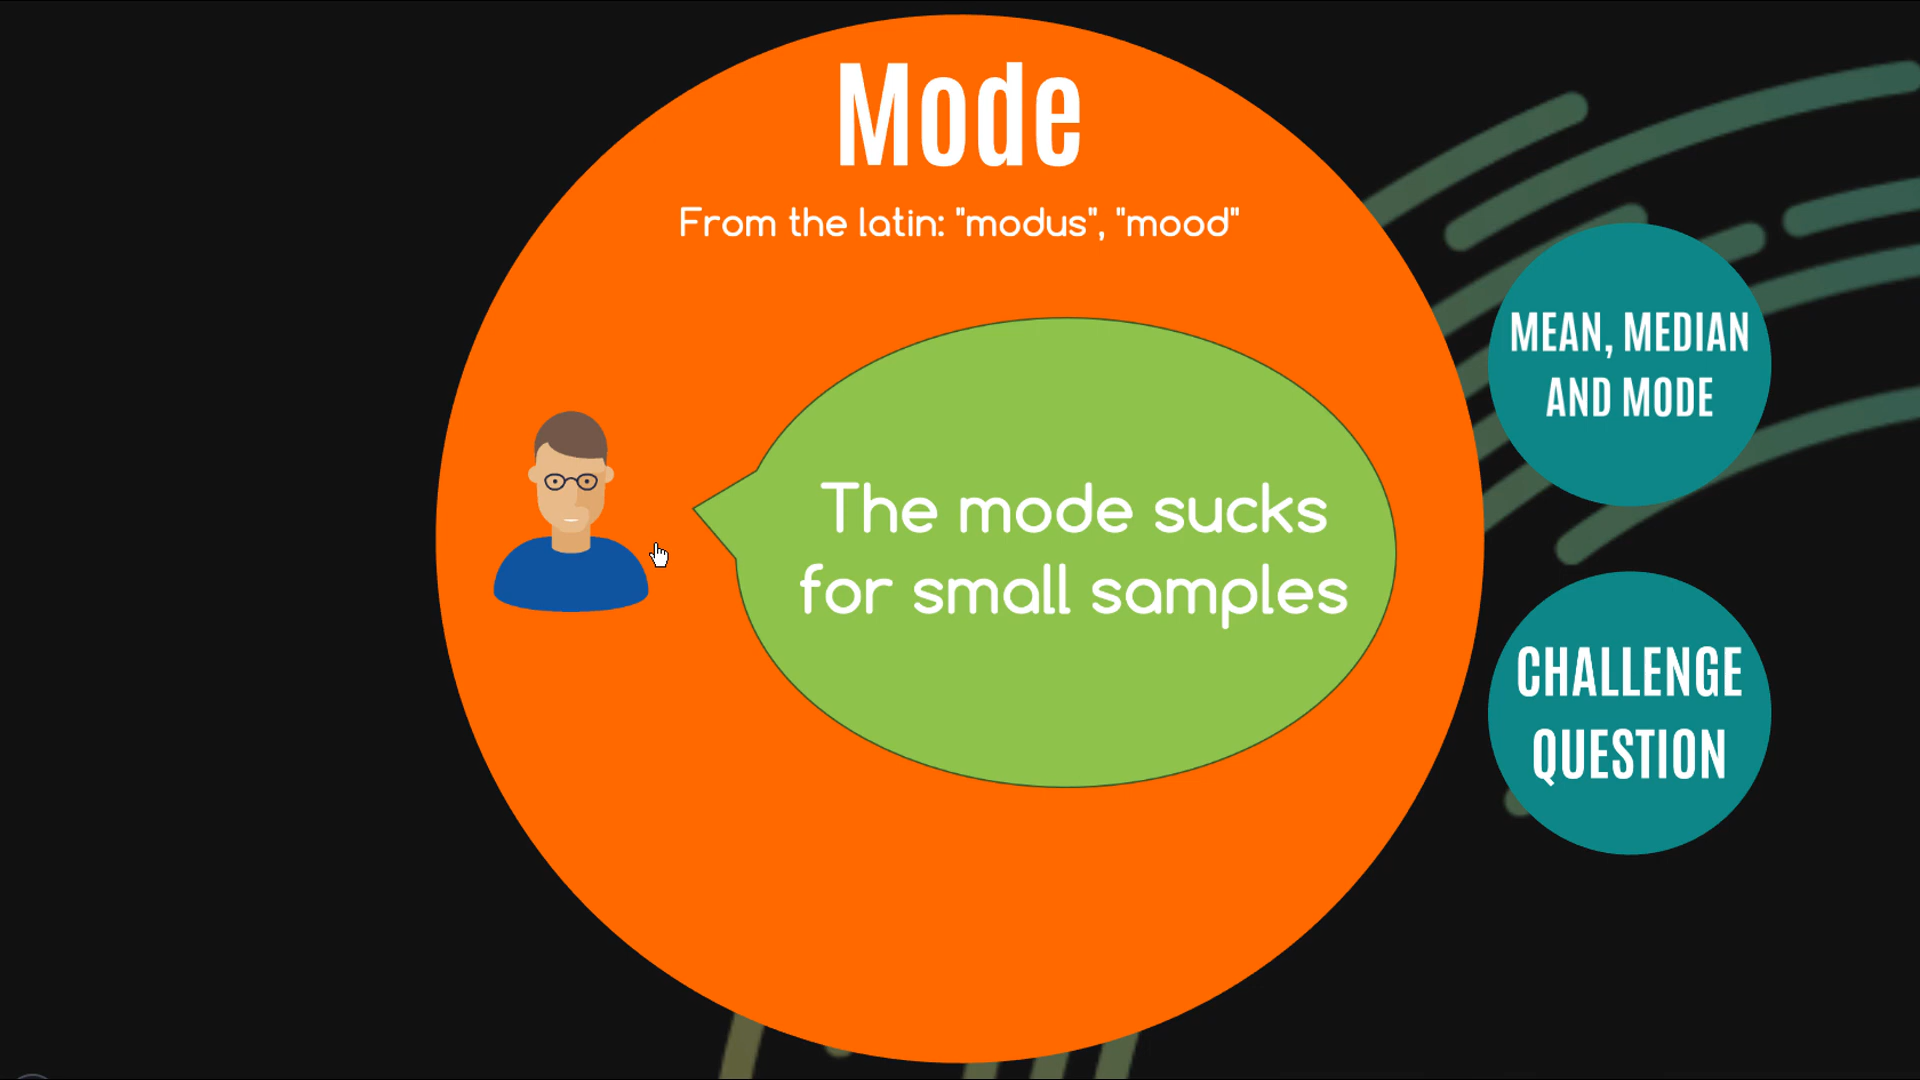 Mode
From the latin: "modus", "mood"
The mode sucks
for small samples
MEAN, MEDIAN
AND MODE
CHALLENGE
QUESTION